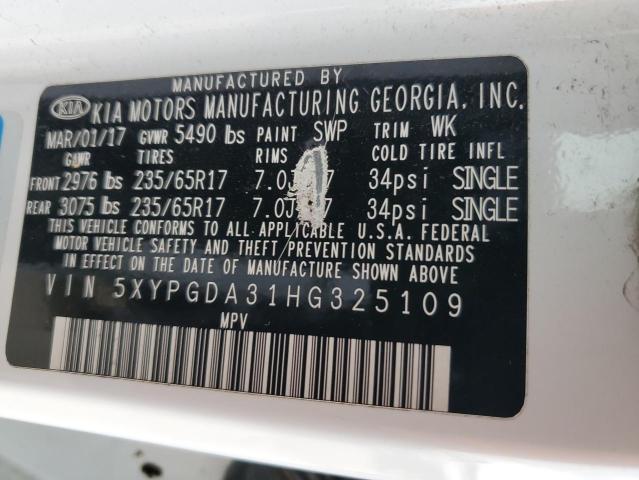 MANUFACTURED BY
KIA KIA MOTORS MANUFACTURING GEORGIA, INC.
MAR/01/17 GVWR 5490 lbs PAINT SWP TRIM WK
GAWR TIRES RIMS COLD TIRE INFL
FRONT 2976 lbs 235/65R17 34psi SINGLE
REAR 3075 lbs 235/65R17 34psi SINGLE
THIS VEHICLE CONFORMS TO ALL APPLICABLE U.S.A. FEDERAL
MOTOR VEHICLE SAFETY AND THEFT PREVENTION STANDARDS
IN EFFECT ON THE DATE OF MANUFACTURE SHOWN ABOVE.
VIN 5XYPGDA31HG325109
MPV